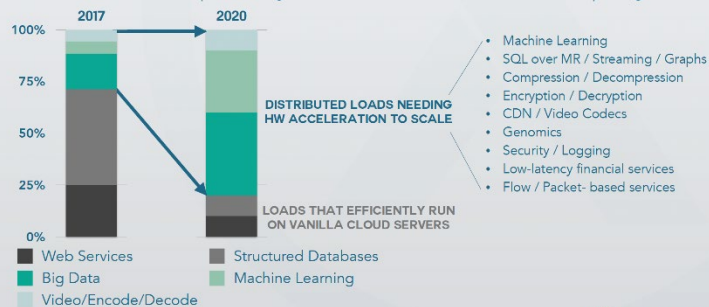 2017
2020
100%
75%
50%
25%
0%
DISTRIBUTED LOADS NEEDING
HW ACCELERATION TO SCALE
LOADS THAT EFFICIENTLY RUN
ON VANILLA CLOUD SERVERS
• Machine Learning
• SQL over MR / Streaming / Graphs
• Compression / Decompression
• Encryption / Decryption
• CDN / Video Codecs
• Genomics
• Security / Logging
• Low-latency financial services
• Flow / Packet- based services
Web Services
Structured Databases
Big Data
Machine Learning
Video/Encode/Decode